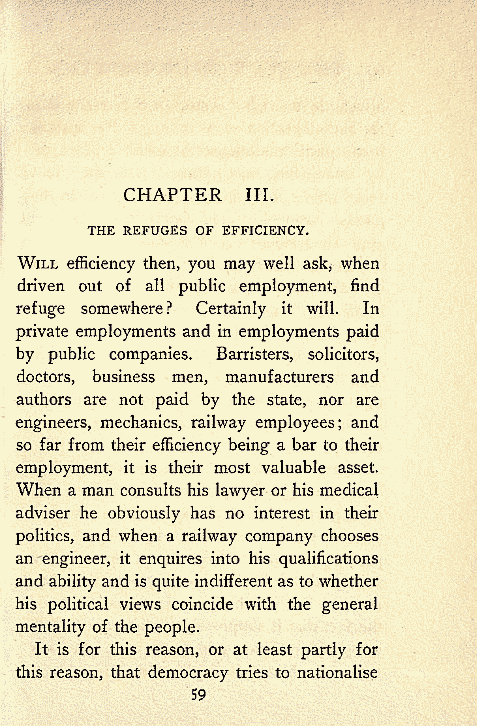 CHAPTER III.
THE REFUGES OF EFFICIENCY.
WILL efficiency then, you may well ask, when
driven out of all public employment, find
refuge somewhere? Certainly it will. In
private employments and in employments paid
by public companies. Barristers, solicitors,
doctors, business men, manufacturers and
authors are not paid by the state, nor are
engineers, mechanics, railway employees; and
so far from their efficiency being a bar to their
employment, it is their most valuable asset.
When a man consults his lawyer or his medical
adviser he obviously has no interest in their
politics, and when a railway company chooses
an engineer, it enquires into his qualifications
and ability and is quite indifferent as to whether
his political views coincide with the general
mentality of the people.
It is for this reason, or at least partly for
this reason, that democracy tries to nationalise
59